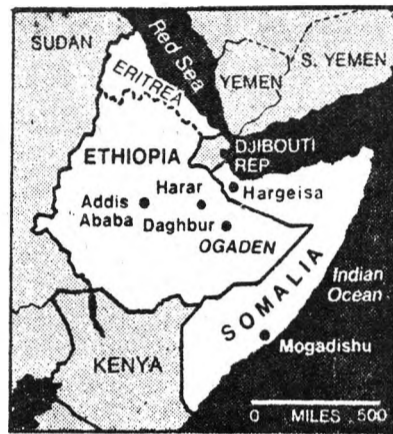 SUDAN
Red Sea
YEMEN
S. YEMEN
ERITREA
DJIBOUTI
REP
ETHIOPIA
Harar
Hargeisa
Addis
Ababa
Daghbur
OGADEN
SOMALIA
Indian
Ocean
KENYA
Mogadishu
0 MILES 500